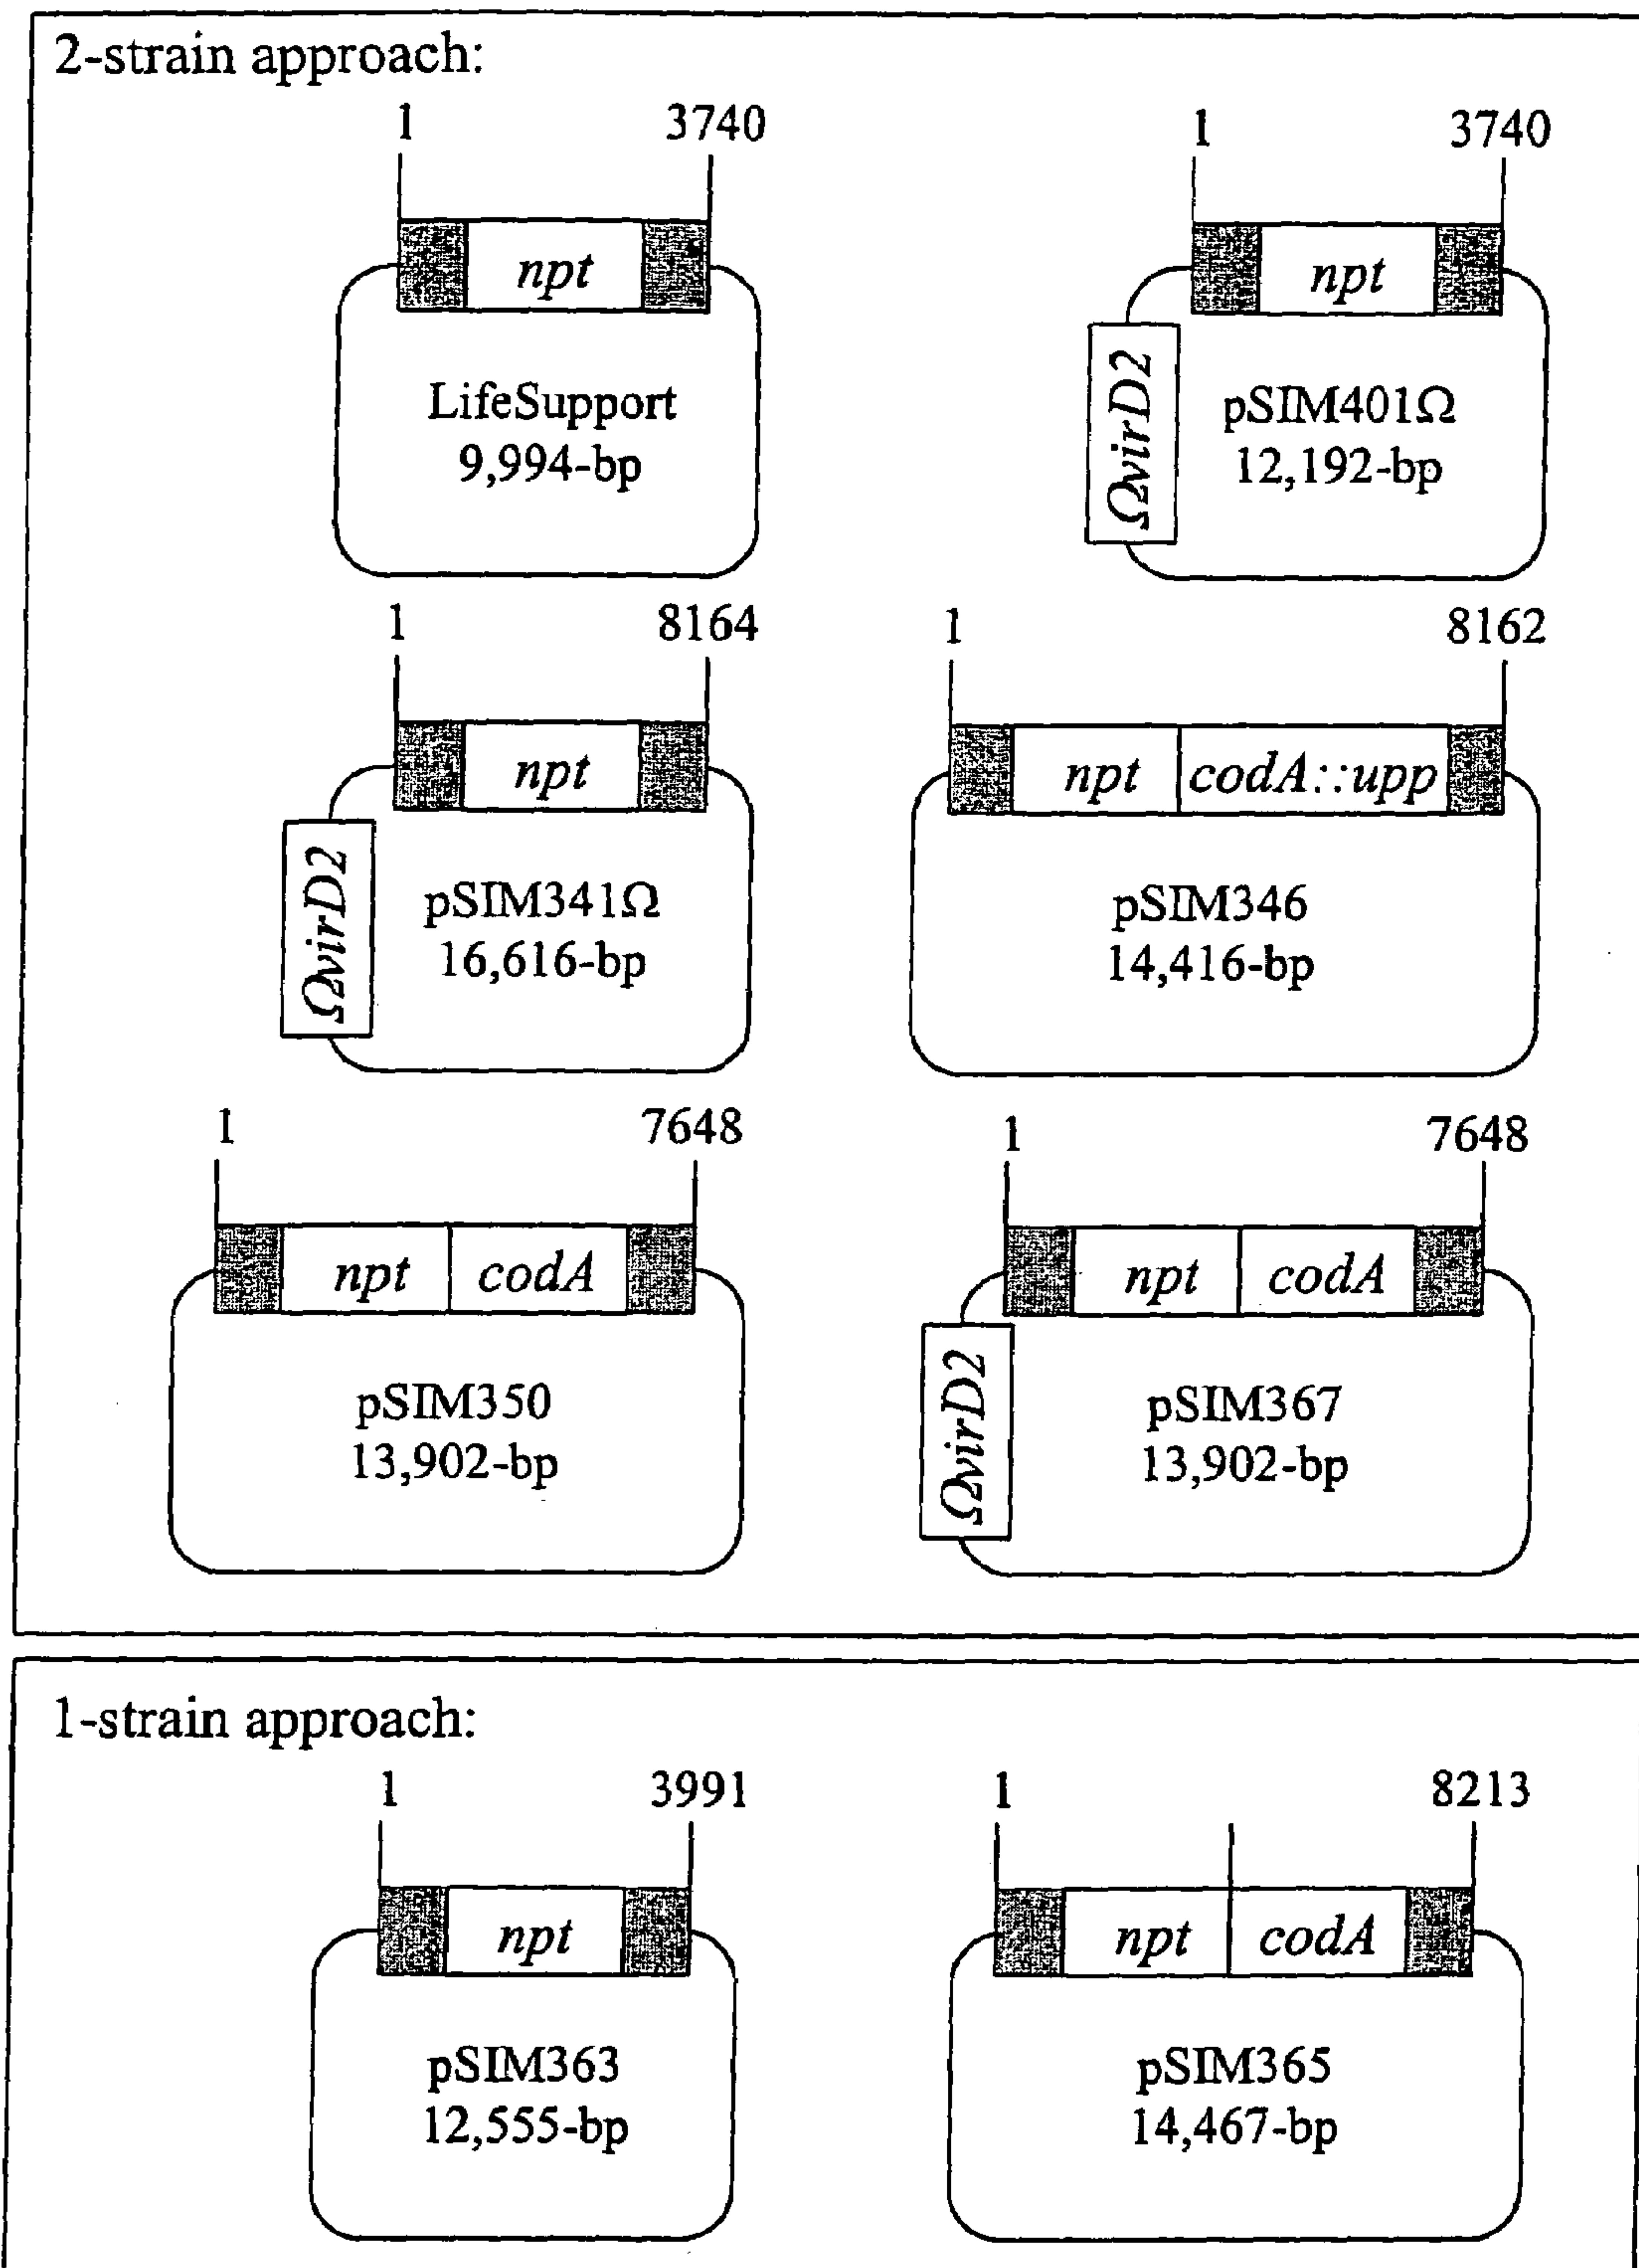 2-strain approach:
1 3740
npt
LifeSupport
9,994-bp
1 3740
npt
ΩvirD2
pSIM401Ω
12,192-bp
1 8164
npt
ΩvirD2
pSIM341Ω
16,616-bp
1 8162
npt codA::upp
pSIM346
14,416-bp
1 7648
npt codA
pSIM350
13,902-bp
1 7648
npt codA
ΩvirD2
pSIM367
13,902-bp
1-strain approach:
1 3991
npt
pSIM363
12,555-bp
1 8213
npt codA
pSIM365
14,467-bp